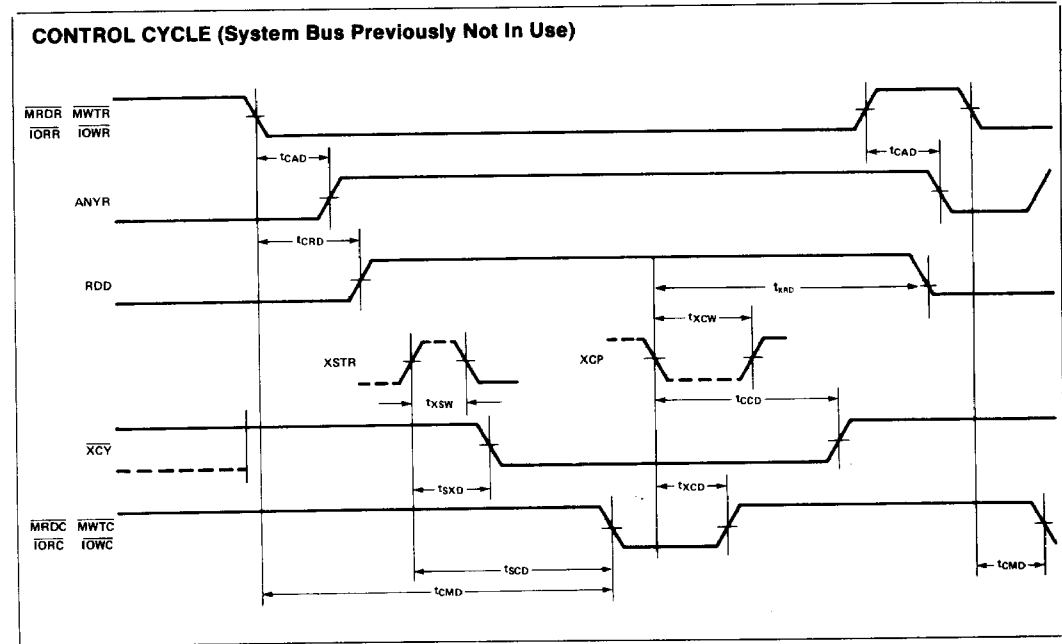 CONTROL CYCLE (System Bus Previously Not In Use)
MRDR MWTR
IORR IOWR
tCAD
tCAD
ANYR
tCRD
RDD
tXRD
tXCW
XSTR
XCP
tXSW
tCCD
XCY
tSXD
tXCD
MRDC MWTC
IORC IOWC
tSCD
tCMD
tCMD